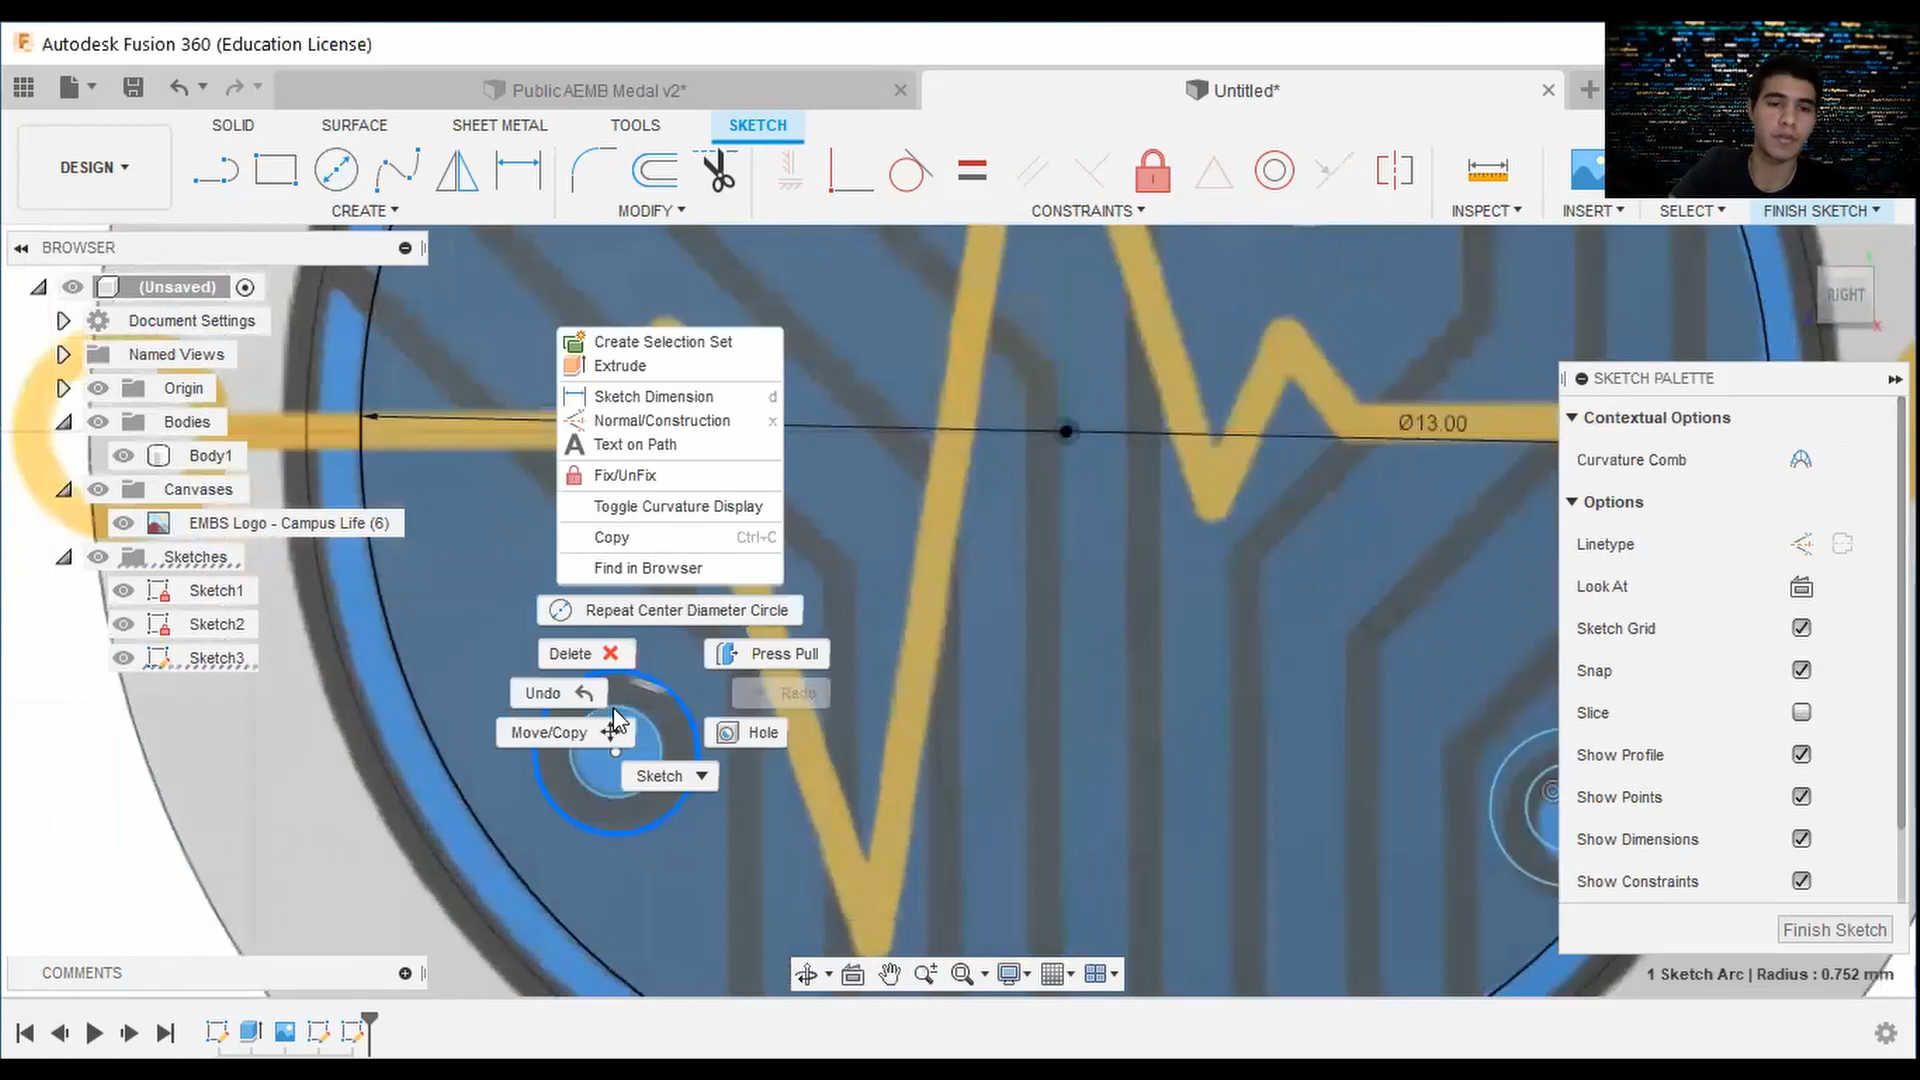 Autodesk Fusion 360 (Education License)
Public AEMB Medal v2*
Untitled*
SOLID SURFACE SHEET METAL TOOLS SKETCH
DESIGN
CREATE MODIFY CONSTRAINTS INSPECT INSERT SELECT FINISH SKETCH
BROWSER
(Unsaved)
Document Settings
Named Views
Origin
Bodies
Body1
Canvases
EMBS Logo - Campus Life (6)
Sketches
Sketch1
Sketch2
Sketch3
Create Selection Set
Extrude
Sketch Dimension d
Normal/Construction x
Text on Path
Fix/UnFix
Toggle Curvature Display
Copy Ctrl+C
Find in Browser
Repeat Center Diameter Circle
Delete
Press Pull
Undo
Redo
Move/Copy
Hole
Sketch
Ø13.00
RIGHT
SKETCH PALETTE
Contextual Options
Curvature Comb
Options
Linetype
Look At
Sketch Grid
Snap
Slice
Show Profile
Show Points
Show Dimensions
Show Constraints
Finish Sketch
COMMENTS
1 Sketch Arc | Radius : 0.752 mm